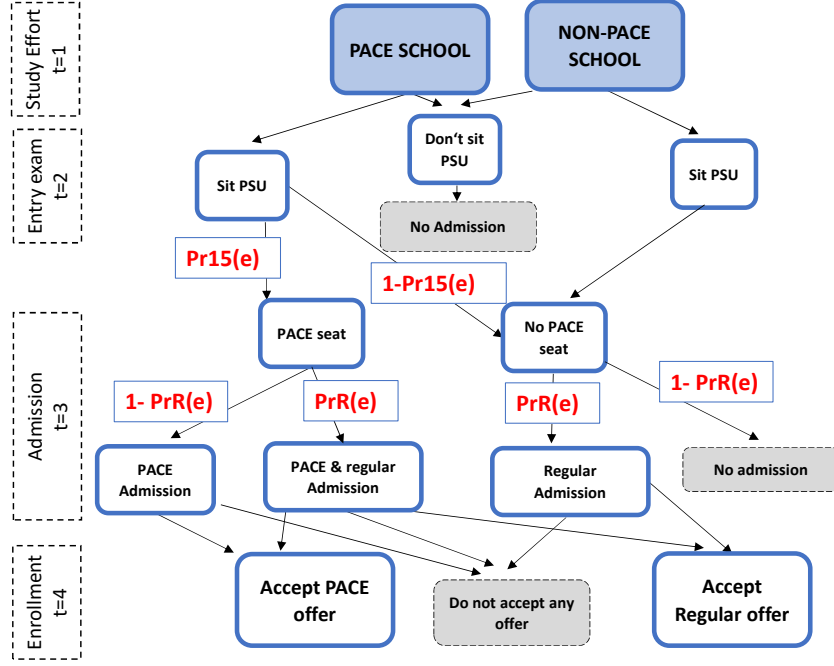 Study Effort
t=1
PACE SCHOOL
NON-PACE
SCHOOL
Entry exam
t=2
Sit PSU
Don't sit
PSU
Sit PSU
No Admission
Pr15(e)
1-Pr15(e)
Admission
t=3
PACE seat
No PACE
seat
1- PrR(e)
PrR(e)
PrR(e)
1- PrR(e)
PACE
Admission
PACE & regular
Admission
Regular
Admission
No admission
Enrollment
t=4
Accept PACE
offer
Do not accept any
offer
Accept
Regular offer